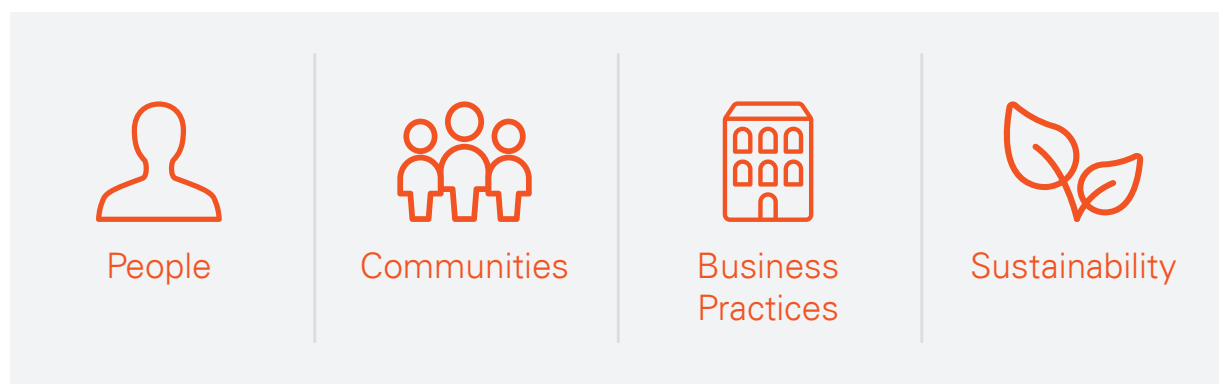 People
Communities
Business
Practices
Sustainability